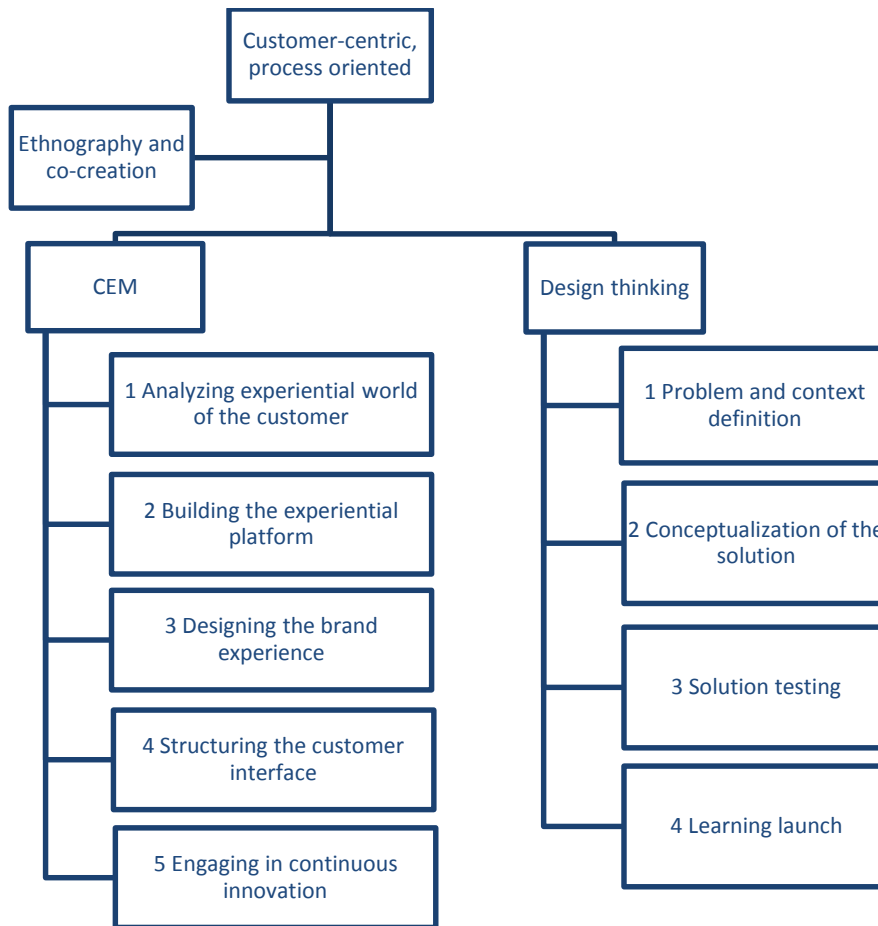 Customer-centric,
process oriented
Ethnography and
co-creation
CEM
1 Analyzing experiential world
of the customer
2 Building the experiential
platform
3 Designing the brand
experience
4 Structuring the customer
interface
5 Engaging in continuous
innovation
Design thinking
1 Problem and context
definition
2 Conceptualization of the
solution
3 Solution testing
4 Learning launch